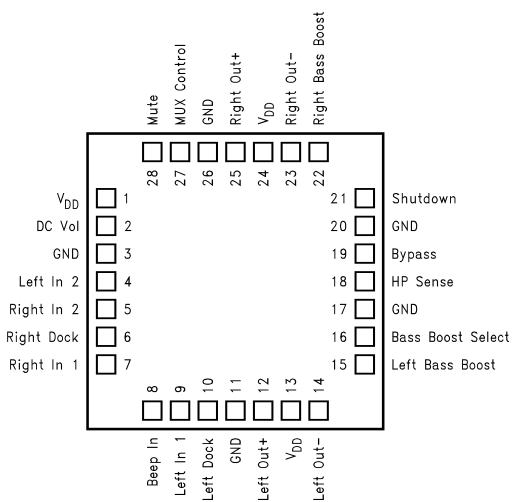 Mute
MUX Control
GND
Right Out+
VDD
Right Out-
Right Bass Boost
28
27
26
25
24
23
22
VDD 1
DC Vol 2
GND 3
Left In 2 4
Right In 2 5
Right Dock 6
Right In 1 7
21 Shutdown
20 GND
19 Bypass
18 HP Sense
17 GND
16 Bass Boost Select
15 Left Bass Boost
8
9
10
11
12
13
14
Beep In
Left In 1
Left Dock
GND
Left Out+
VDD
Left Out-